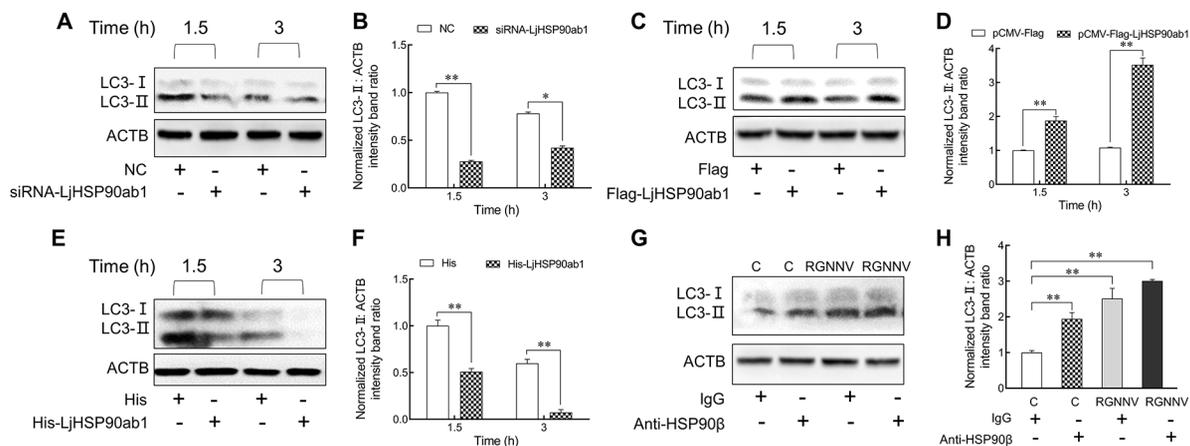 A
Time (h)
1.5 3
LC3-Ⅰ
LC3-Ⅱ
ACTB
NC + - + -
siRNA-LjHSP90ab1 - + - +
B
NC siRNA-LjHSP90ab1
Normalized LC3-Ⅱ: ACTB
intensity band ratio
1.5
1.0
0.5
0.0
**
*
1.5 3
Time (h)
C
Time (h)
1.5 3
LC3-Ⅰ
LC3-Ⅱ
ACTB
Flag + - + -
Flag-LjHSP90ab1 - + - +
D
pCMV-Flag pCMV-Flag-LjHSP90ab1
Normalized LC3-Ⅱ: ACTB
intensity band ratio
4
3
2
1
0
**
**
1.5 3
Time (h)
E
Time (h)
1.5 3
LC3-Ⅰ
LC3-Ⅱ
ACTB
His + - + -
His-LjHSP90ab1 - + - +
F
His His-LjHSP90ab1
Normalized LC3-Ⅱ: ACTB
intensity band ratio
1.5
1.0
0.5
0.0
**
**
1.5 3
Time (h)
G
C C RGNNV RGNNV
LC3-Ⅰ
LC3-Ⅱ
ACTB
IgG + - + -
Anti-HSP90β - + - +
H
Normalized LC3-Ⅱ: ACTB
intensity band ratio
4
3
2
1
0
**
**
**
C C RGNNV RGNNV
IgG + - + -
Anti-HSP90β - + - +